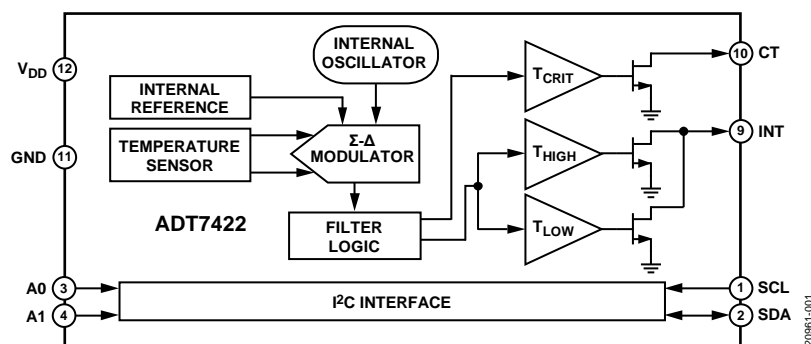 INTERNAL
OSCILLATOR
INTERNAL
REFERENCE
TEMPERATURE
SENSOR
Σ-Δ
MODULATOR
FILTER
LOGIC
ADT7422
TCRIT
THIGH
TLOW
VDD 12
GND 11
10 CT
9 INT
A0 3
A1 4
I2C INTERFACE
1 SCL
2 SDA
20961-001